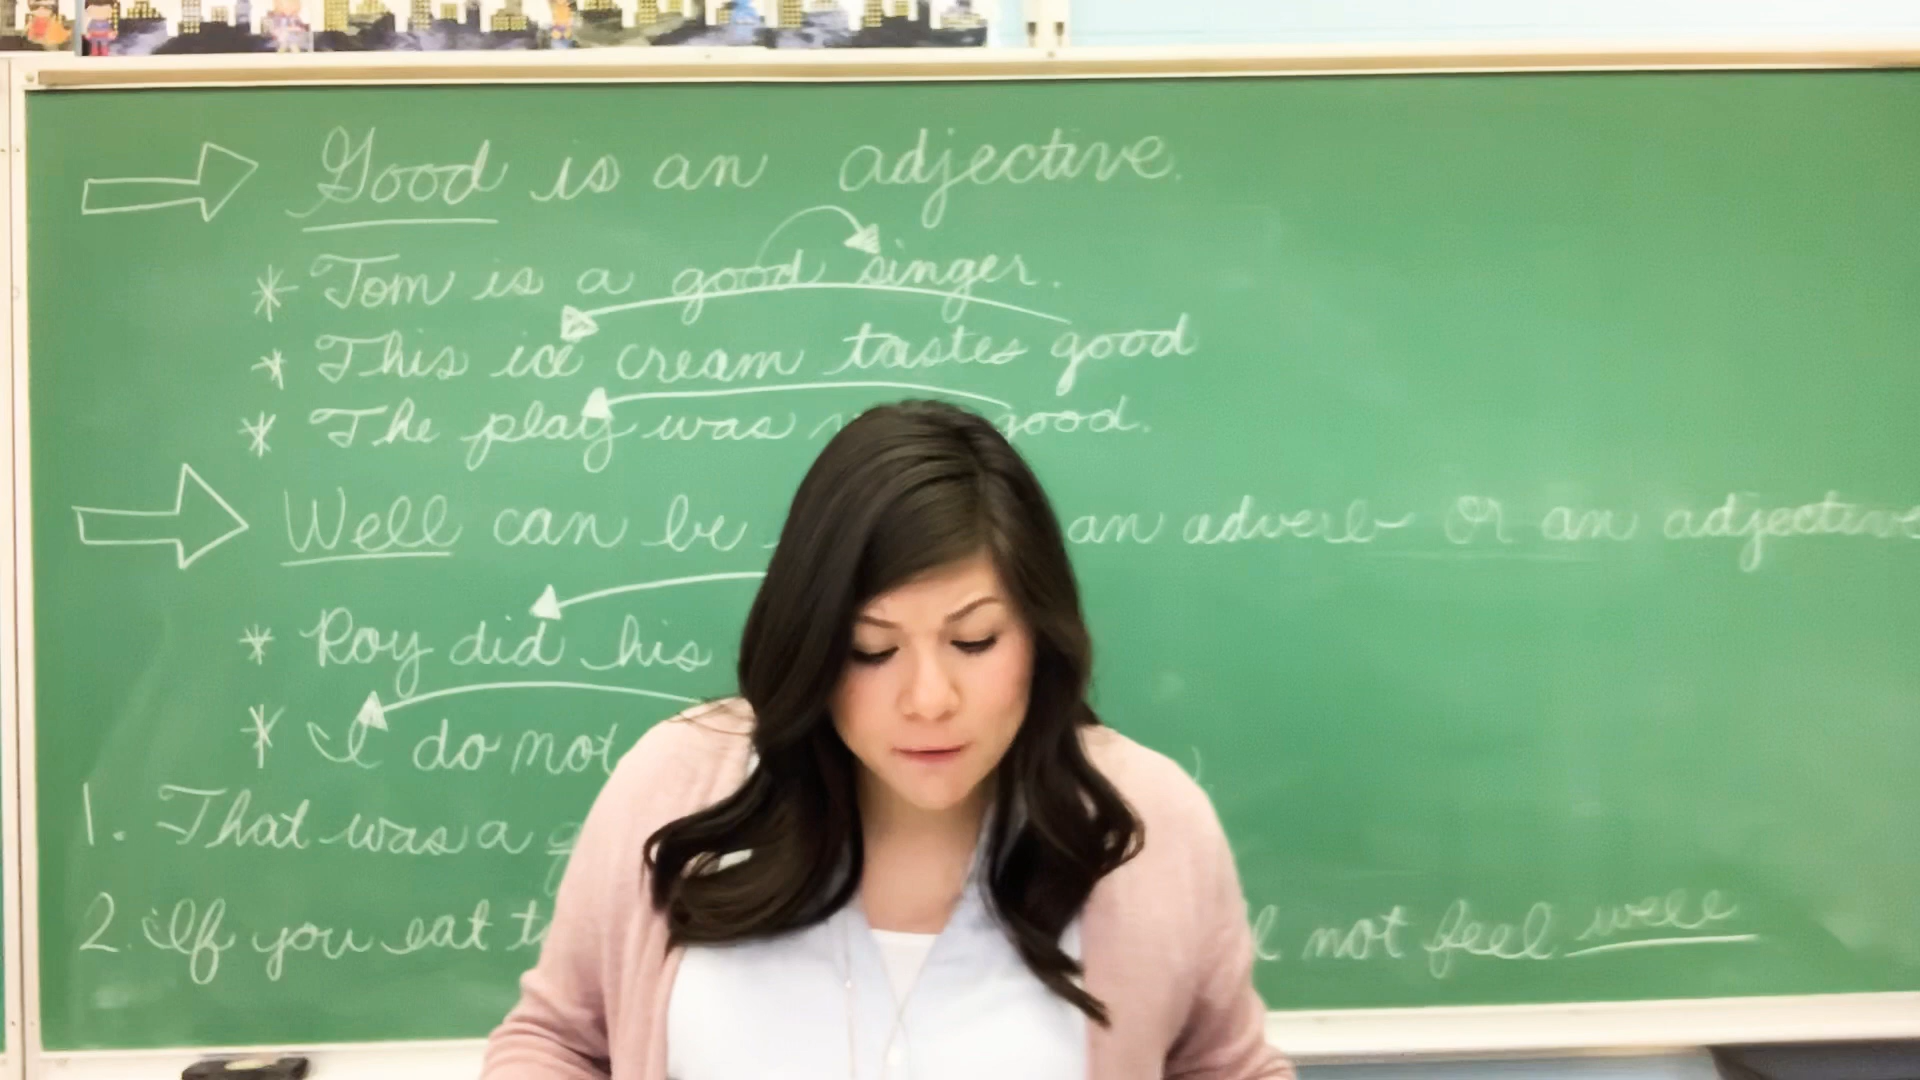 Good is an adjective.
* Tom is a good singer.
* This ice cream tastes good
* The play was good.
Well can be an adverb or an adjective
* Roy did his
* I do not
1. That was a
2. If you eat not feel well